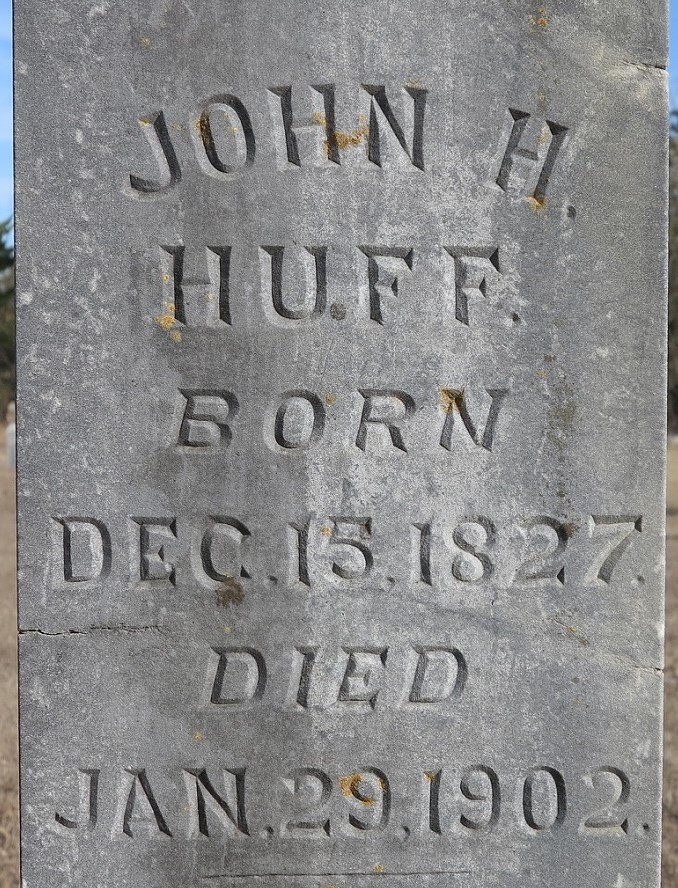 JOHN H.
HUFF.
BORN
DEC.15,1827.
DIED
JAN.29,1902.